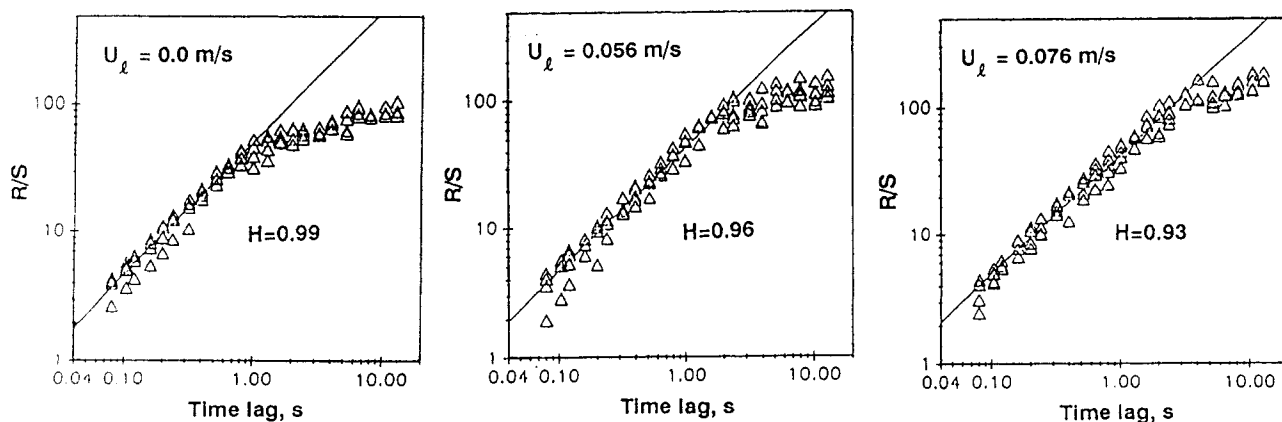 U_ℓ = 0.0 m/s
100
10
1
R/S
H=0.99
0.04 0.10 1.00 10.00
Time lag, s
U_ℓ = 0.056 m/s
100
10
1
R/S
H=0.96
0.04 0.10 1.00 10.00
Time lag, s
U_ℓ = 0.076 m/s
100
10
1
R/S
H=0.93
0.04 0.10 1.00 10.00
Time lag, s